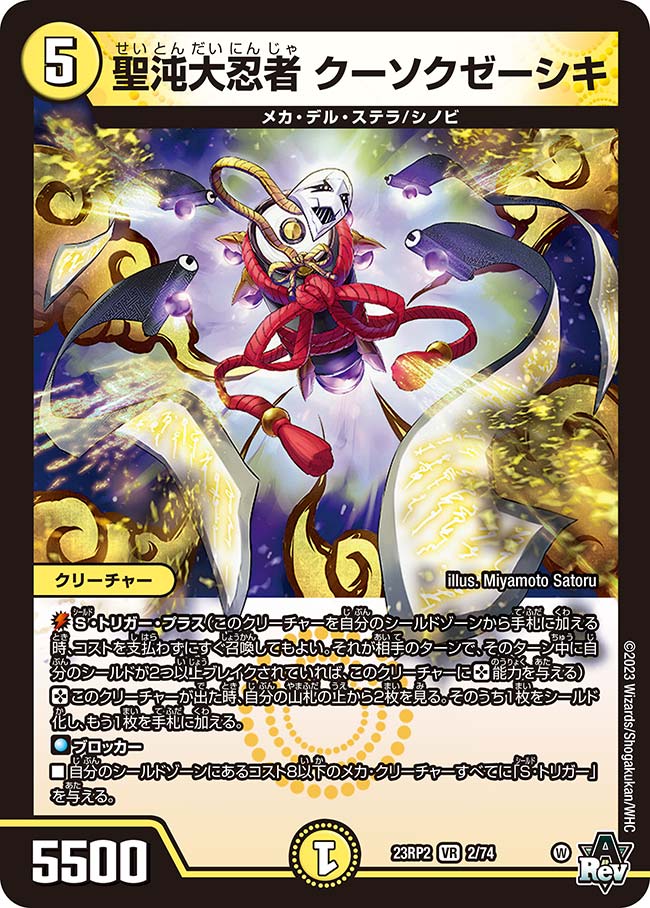 5
せいとんだいにんじゃ
聖沌大忍者 クーソクゼーシキ
メカ・デル・ステラ/シノビ
クリーチャー
illus. Miyamoto Satoru
S・トリガー・プラス(このクリーチャーを自分のシールドゾーンから手札に加える
時、コストを支払わずにすぐ召喚してもよい。それが相手のターンで、そのターン中に自
分のシールドが2つ以上ブレイクされていれば、このクリーチャーに能力を与える)
このクリーチャーが出た時、自分の山札の上から2枚を見る。そのうち1枚をシールド
化し、もう1枚を手札に加える。
ブロッカー
自分のシールドゾーンにあるコスト8以下のメカ・クリーチャーすべてに「S・トリガー」
を与える。
©2023 Wizards/Shogakukan/WHC
5500
1
23RP2 VR 2/74
W
A
Rev